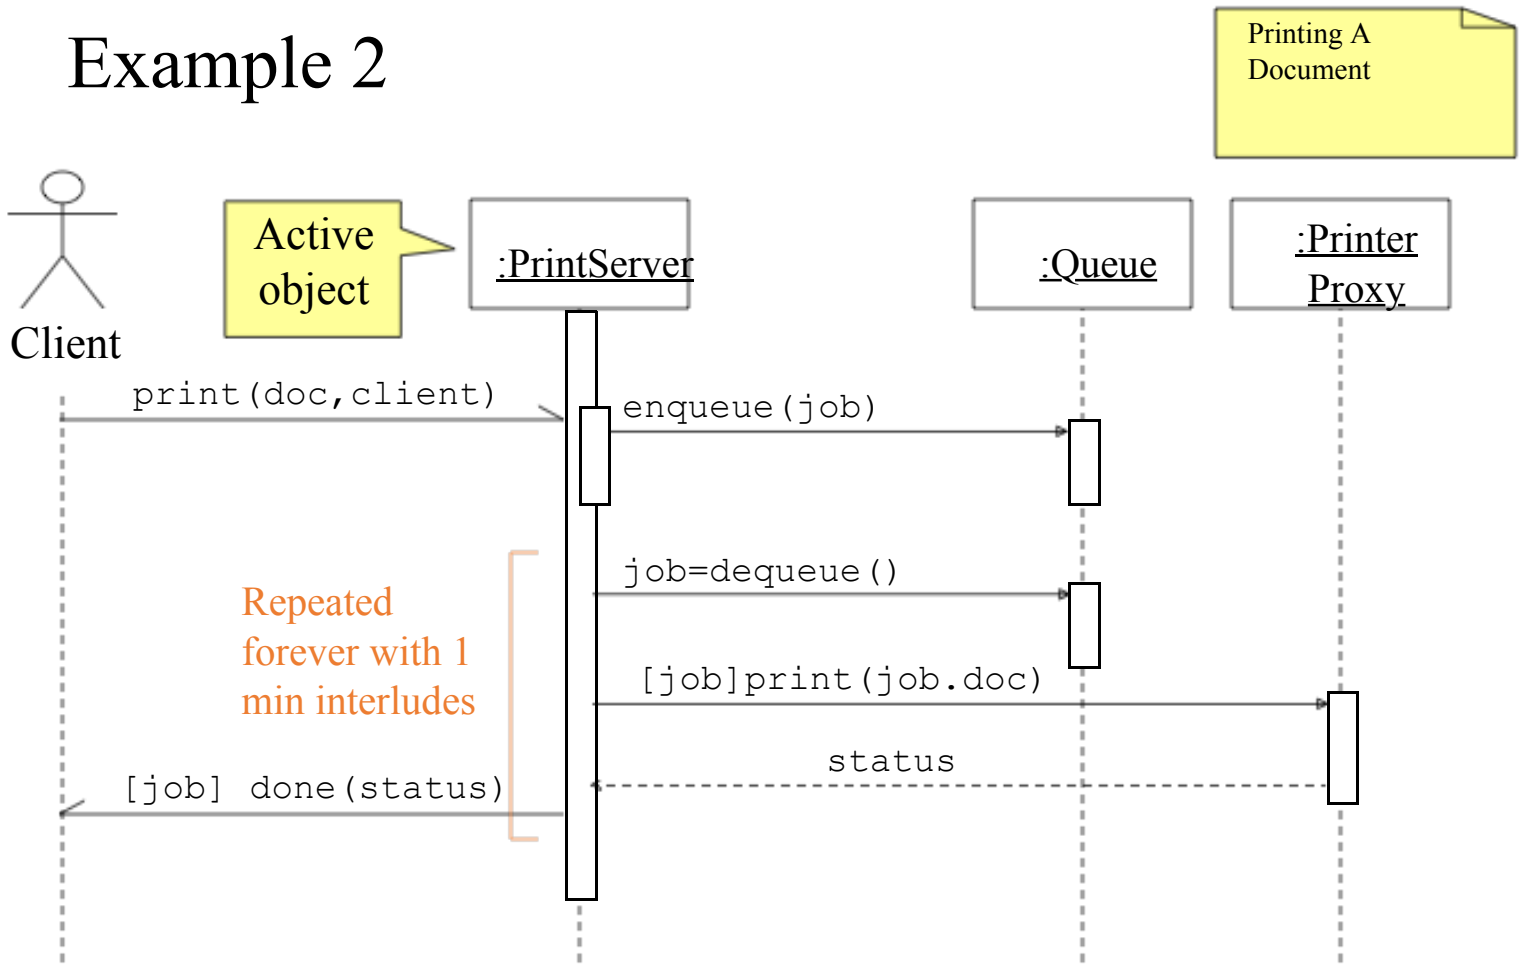 Example 2
Printing A
Document
Active
object
:PrintServer
:Queue
:Printer
Proxy
Client
print(doc,client)
enqueue(job)
job=dequeue()
Repeated
forever with 1
min interludes
[job]print(job.doc)
status
[job] done(status)